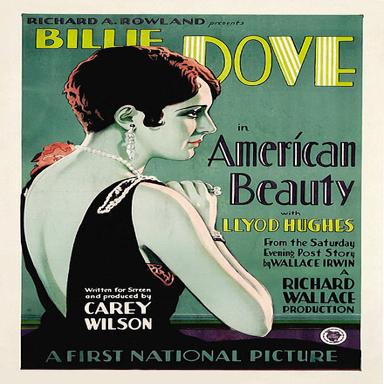 RICHARD A. ROWLAND presents
BILLIE DOVE
in
American
Beauty
with
LLYOD HUGHES
From the Saturday
Evening Post Story
by WALLACE IRWIN
A
RICHARD
WALLACE
PRODUCTION
Written for Screen
and produced by
CAREY
WILSON
A FIRST NATIONAL PICTURE